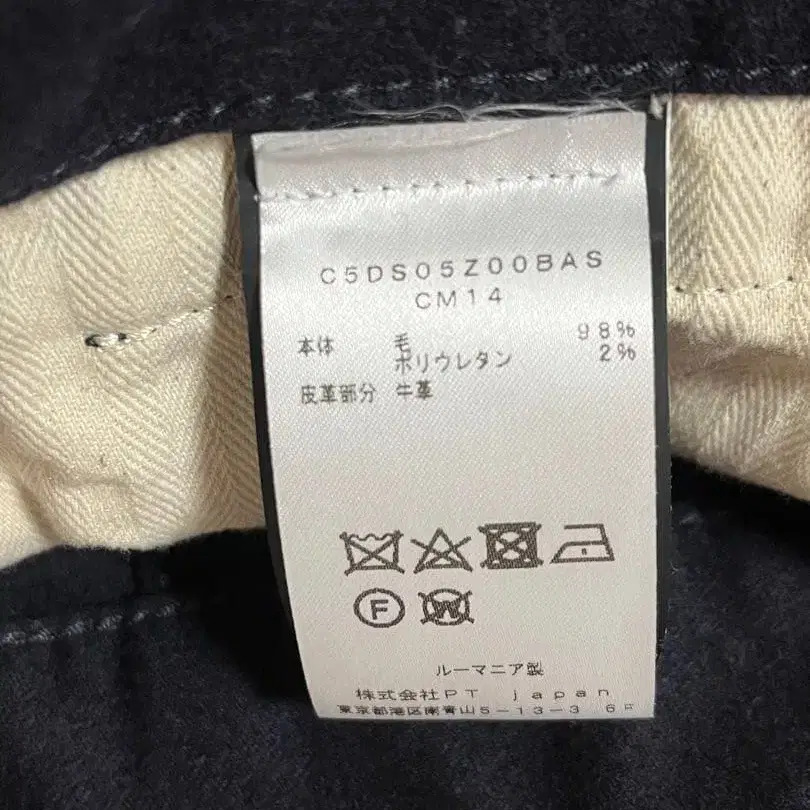 C5DS05Z00BAS
CM14
本体 毛 98%
ポリウレタン 2%
皮革部分 牛革
F W
ルーマニア製
株式会社PT japan
東京都港区南青山5-13-3 6F